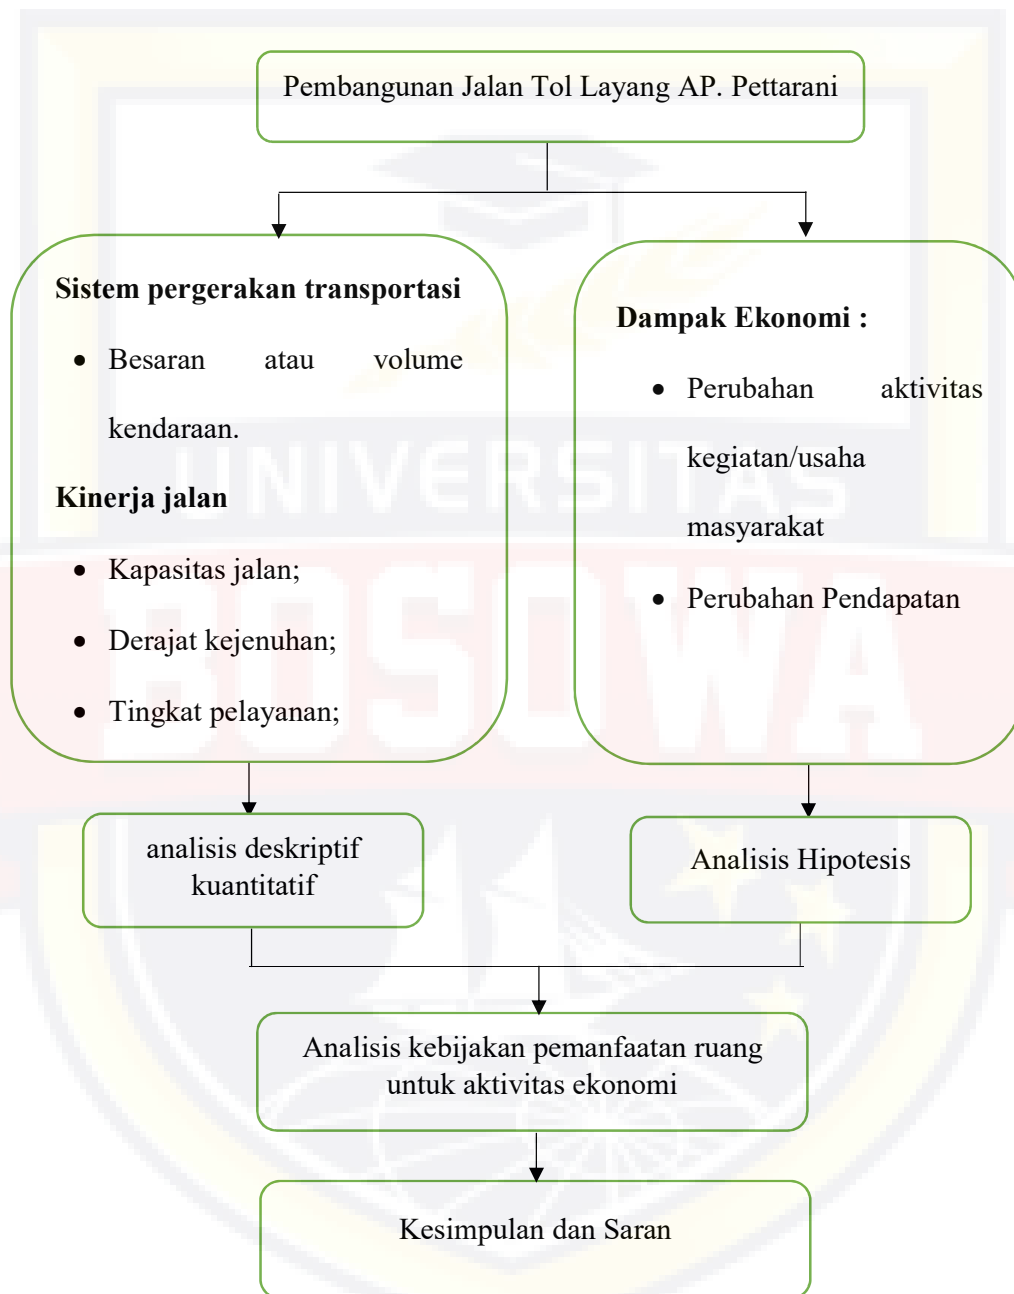 Pembangunan Jalan Tol Layang AP. Pettarani
Sistem pergerakan transportasi
• Besaran atau volume
kendaraan.
Kinerja jalan
• Kapasitas jalan;
• Derajat kejenuhan;
• Tingkat pelayanan;
Dampak Ekonomi :
• Perubahan aktivitas
kegiatan/usaha
masyarakat
• Perubahan Pendapatan
analisis deskriptif
kuantitatif
Analisis Hipotesis
Analisis kebijakan pemanfaatan ruang
untuk aktivitas ekonomi
Kesimpulan dan Saran
UNIVERSITAS
BOSOWA